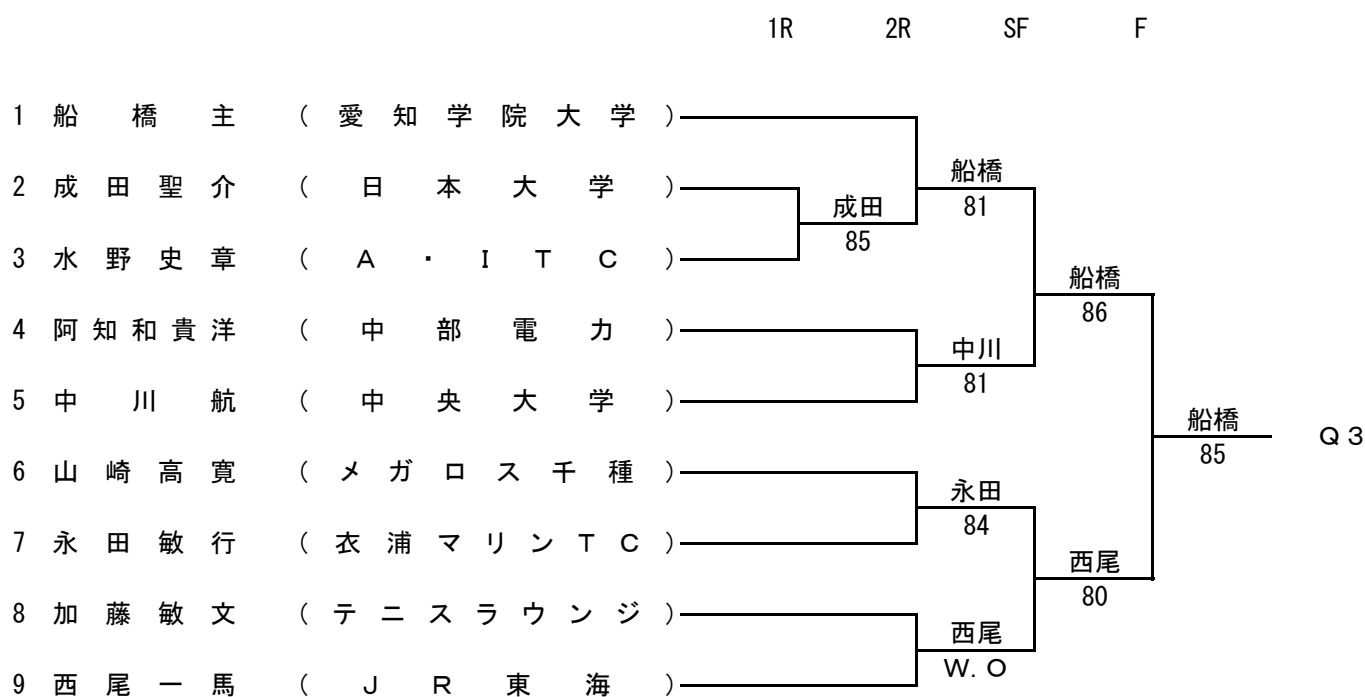 1R 2R SF F
1 船橋主 (愛知学院大学)
船橋
2 成田聖介 (日本大学)
81
成田
85
3 水野史章 (A・ITC)
船橋
86
4 阿知和貴洋 (中部電力)
中川
81
5 中川航 (中央大学)
船橋
Q3
85
6 山崎高寛 (メガロス千種)
永田
84
7 永田敏行 (衣浦マリンTC)
西尾
80
8 加藤敏文 (テニスラウンジ)
西尾
W.O
9 西尾一馬 (JR東海)